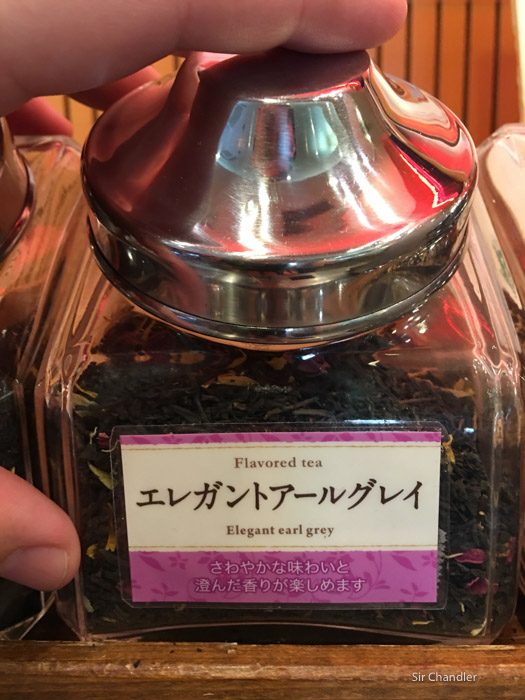 Flavored tea
エレガントアールグレイ
Elegant earl grey
さわやかな味わいと
澄んだ香りが楽しめます
Sir Chandler